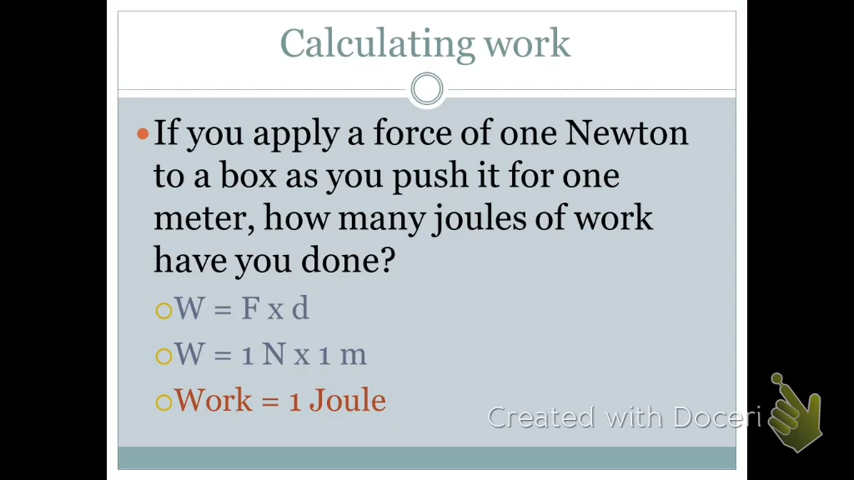 Calculating work
If you apply a force of one Newton
to a box as you push it for one
meter, how many joules of work
have you done?
W = F x d
W = 1 N x 1 m
Work = 1 Joule
Created with Doceri